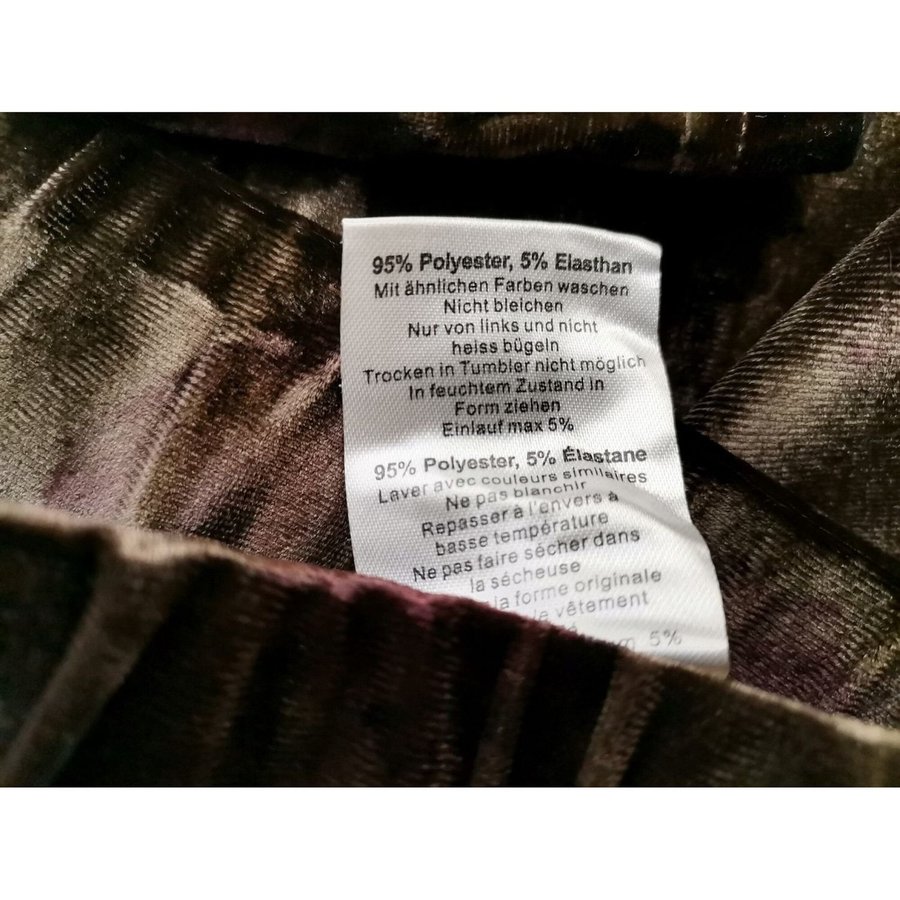 95% Polyester, 5% Elasthan
Mit ähnlichen Farben waschen
Nicht bleichen
Nur von links und nicht
heiss bügeln
Trocken in Tumbler nicht möglich
In feuchtem Zustand in
Form ziehen
Einlauf max 5%
95% Polyester, 5% Élastane
Laver avec couleurs similaires
Ne pas blanchir
Repasser à l'envers à
basse température
Ne pas faire sécher dans
la sécheuse
la forme originale
vêtement
5%